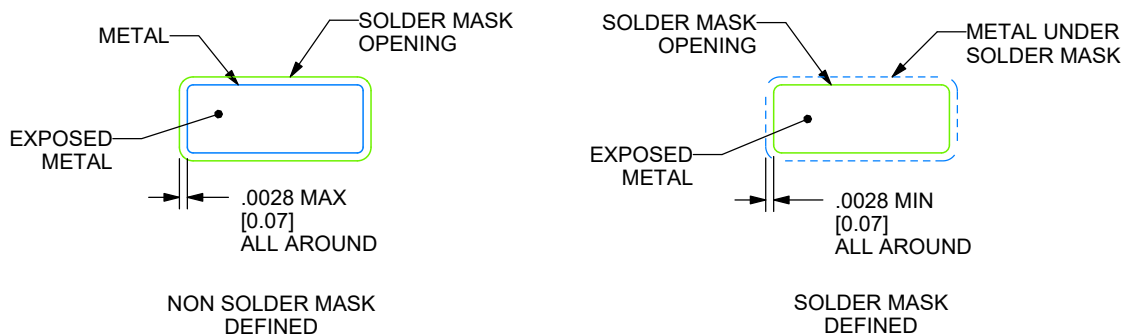 METAL
SOLDER MASK
OPENING
EXPOSED
METAL
.0028 MAX
[0.07]
ALL AROUND
NON SOLDER MASK
DEFINED
SOLDER MASK
OPENING
METAL UNDER
SOLDER MASK
EXPOSED
METAL
.0028 MIN
[0.07]
ALL AROUND
SOLDER MASK
DEFINED